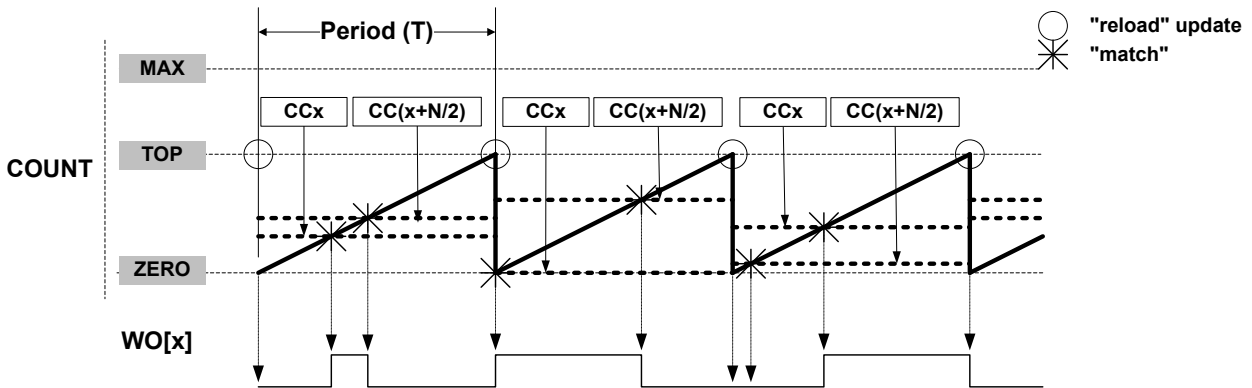 Period (T)
"reload" update
"match"
MAX
CCx
CC(x+N/2)
CCx
CC(x+N/2)
CCx
CC(x+N/2)
COUNT
TOP
ZERO
WO[x]